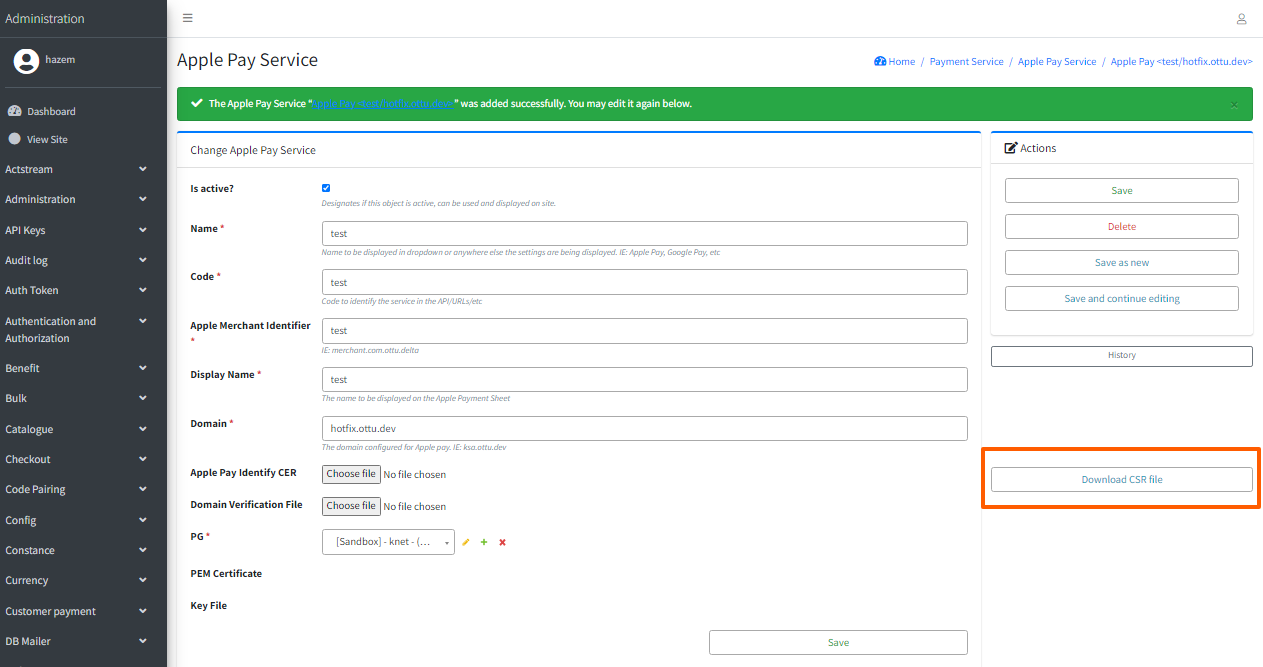 Administration
hazem
Dashboard
View Site
Actstream
Administration
API Keys
Audit log
Auth Token
Authentication and
Authorization
Benefit
Bulk
Catalogue
Checkout
Code Pairing
Config
Constance
Currency
Customer payment
DB Mailer
Apple Pay Service
Home / Payment Service / Apple Pay Service / Apple Pay <test/hotfix.ottu.dev>
The Apple Pay Service "Apple Pay <test/hotfix.ottu.dev>" was added successfully. You may edit it again below. ×
Change Apple Pay Service
Is active?
Designates if this object is active, can be used and displayed on site.
Name * test
Name to be displayed in dropdown or anywhere else the settings are being displayed. IE: Apple Pay, Google Pay, etc
Code * test
Code to identify the service in the API/URLs/etc
Apple Merchant Identifier
* test
IE: merchant.com.ottu.delta
Display Name * test
The name to be displayed on the Apple Payment Sheet
Domain * hotfix.ottu.dev
The domain configured for Apple pay. IE: ksa.ottu.dev
Apple Pay Identify CER Choose file No file chosen
Domain Verification File Choose file No file chosen
PG * [Sandbox] - knet - (...
PEM Certificate
Key File
Save
Actions
Save
Delete
Save as new
Save and continue editing
History
Download CSR file